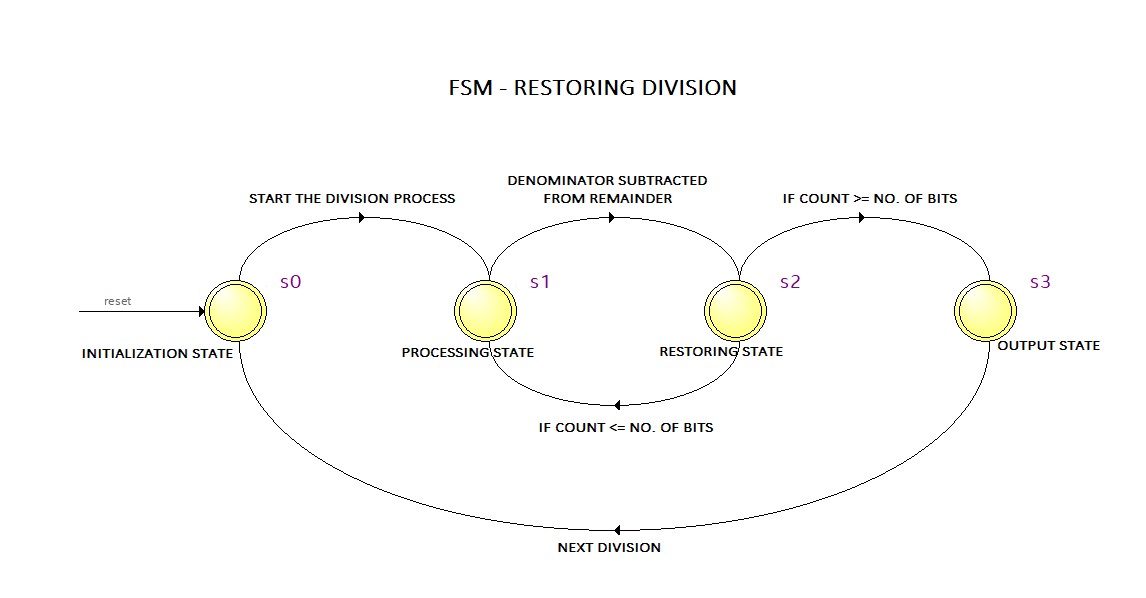 FSM - RESTORING DIVISION
START THE DIVISION PROCESS
DENOMINATOR SUBTRACTED
FROM REMAINDER
IF COUNT >= NO. OF BITS
s0
s1
s2
s3
reset
INITIALIZATION STATE
PROCESSING STATE
RESTORING STATE
OUTPUT STATE
IF COUNT <= NO. OF BITS
NEXT DIVISION